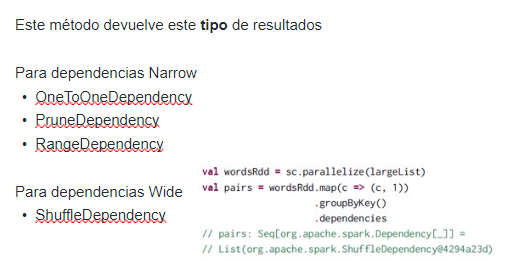 Este método devuelve este tipo de resultados
Para dependencias Narrow
• OneToOneDependency
• PruneDependency
• RangeDependency
Para dependencias Wide
• ShuffleDependency
val wordsRdd = sc.parallelize(largeList)
val pairs = wordsRdd.map(c => (c, 1))
.groupByKey()
.dependencies
// pairs: Seq[org.apache.spark.Dependency[_]] =
// List(org.apache.spark.ShuffleDependency@4294a23d)